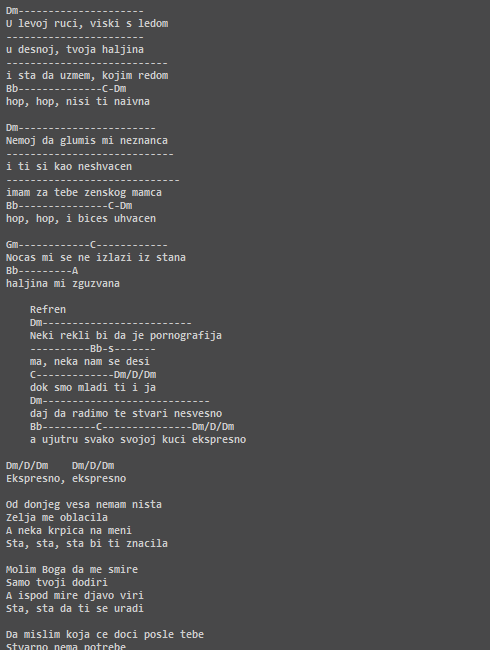 Dm---------------------
U levoj ruci, viski s ledom
-----------------------
u desnoj, tvoja haljina
---------------------------
i sta da uzmem, kojim redom
Bb--------------C-Dm
hop, hop, nisi ti naivna
Dm-----------------------
Nemoj da glumis mi neznanca
----------------------------
i ti si kao neshvacen
-----------------------------
imam za tebe zenskog mamca
Bb---------------C-Dm
hop, hop, i bices uhvacen
Gm------------C------------
Nocas mi se ne izlazi iz stana
Bb---------A
haljina mi zguzvana
Refren
Dm-------------------------
Neki rekli bi da je pornografija
----------Bb-s-------
ma, neka nam se desi
C-------------Dm/D/Dm
dok smo mladi ti i ja
Dm----------------------------
daj da radimo te stvari nesvesno
Bb---------C---------------Dm/D/Dm
a ujutru svako svojoj kuci ekspresno
Dm/D/Dm    Dm/D/Dm
Ekspresno, ekspresno
Od donjeg vesa nemam nista
Zelja me oblacila
A neka krpica na meni
Sta, sta, sta bi ti znacila
Molim Boga da me smire
Samo tvoji dodiri
A ispod mire djavo viri
Sta, sta da ti se uradi
Da mislim koja ce doci posle tebe
Stvarno nema potrebe